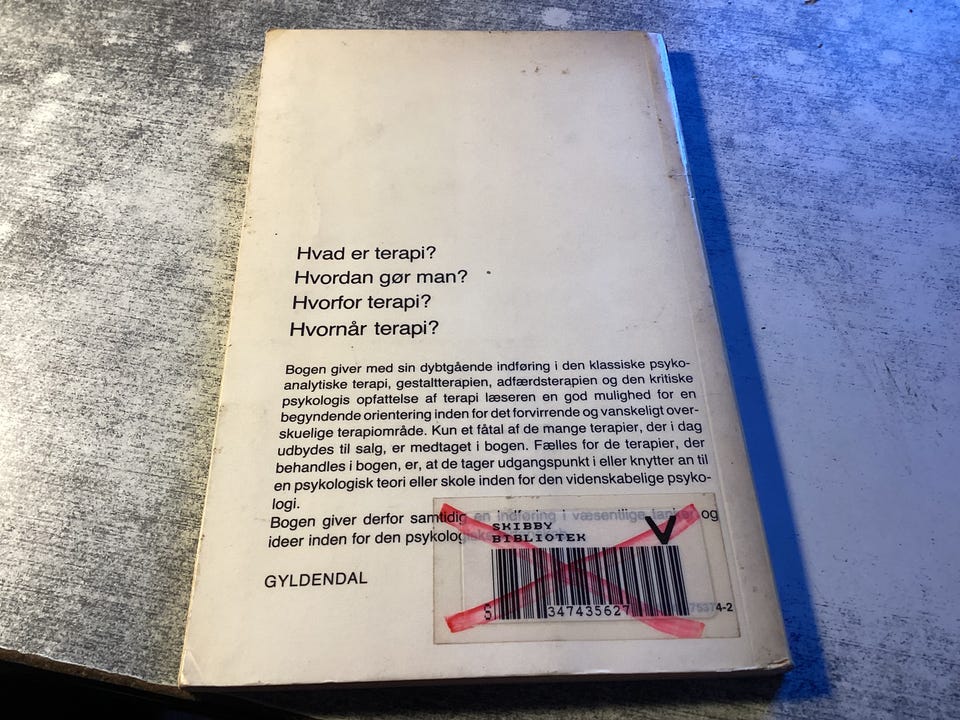 Hvad er terapi?
Hvordan gør man?
Hvorfor terapi?
Hvornår terapi?
Bogen giver med sin dybtgående indføring i den klassiske psyko-
analytiske terapi, gestaltterapien, adfærdsterapien og den kritiske
psykologis opfattelse af terapi læseren en god mulighed for en
begyndende orientering inden for det forvirrende og vanskeligt over-
skuelige terapiområde. Kun et fåtal af de mange terapier, der i dag
udbydes til salg, er medtaget i bogen. Fælles for de terapier, der
behandles i bogen, er, at de tager udgangspunkt i eller knytter an til
en psykologisk teori eller skole inden for den videnskabelige psyko-
logi.
Bogen giver derfor samtidig en indføring i væsentlige tanker og
ideer inden for den psykologiske
SKIBBY
BIBLIOTEK
V
5 347435627
4-2
GYLDENDAL